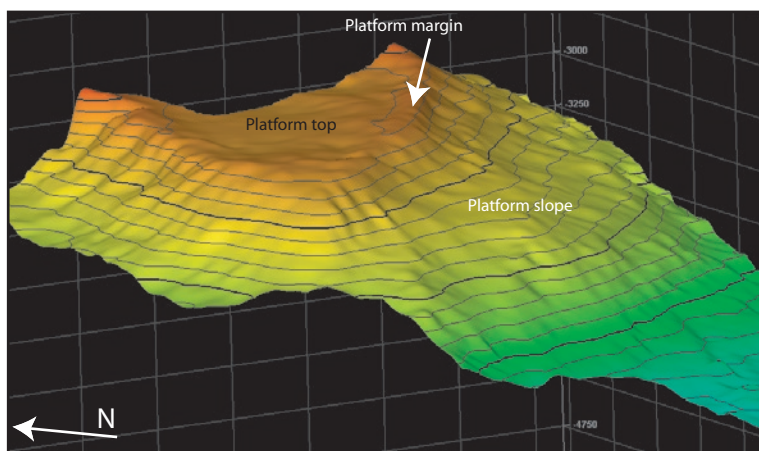 Platform margin
-3000
-3250
Platform top
Platform slope
N
-4750